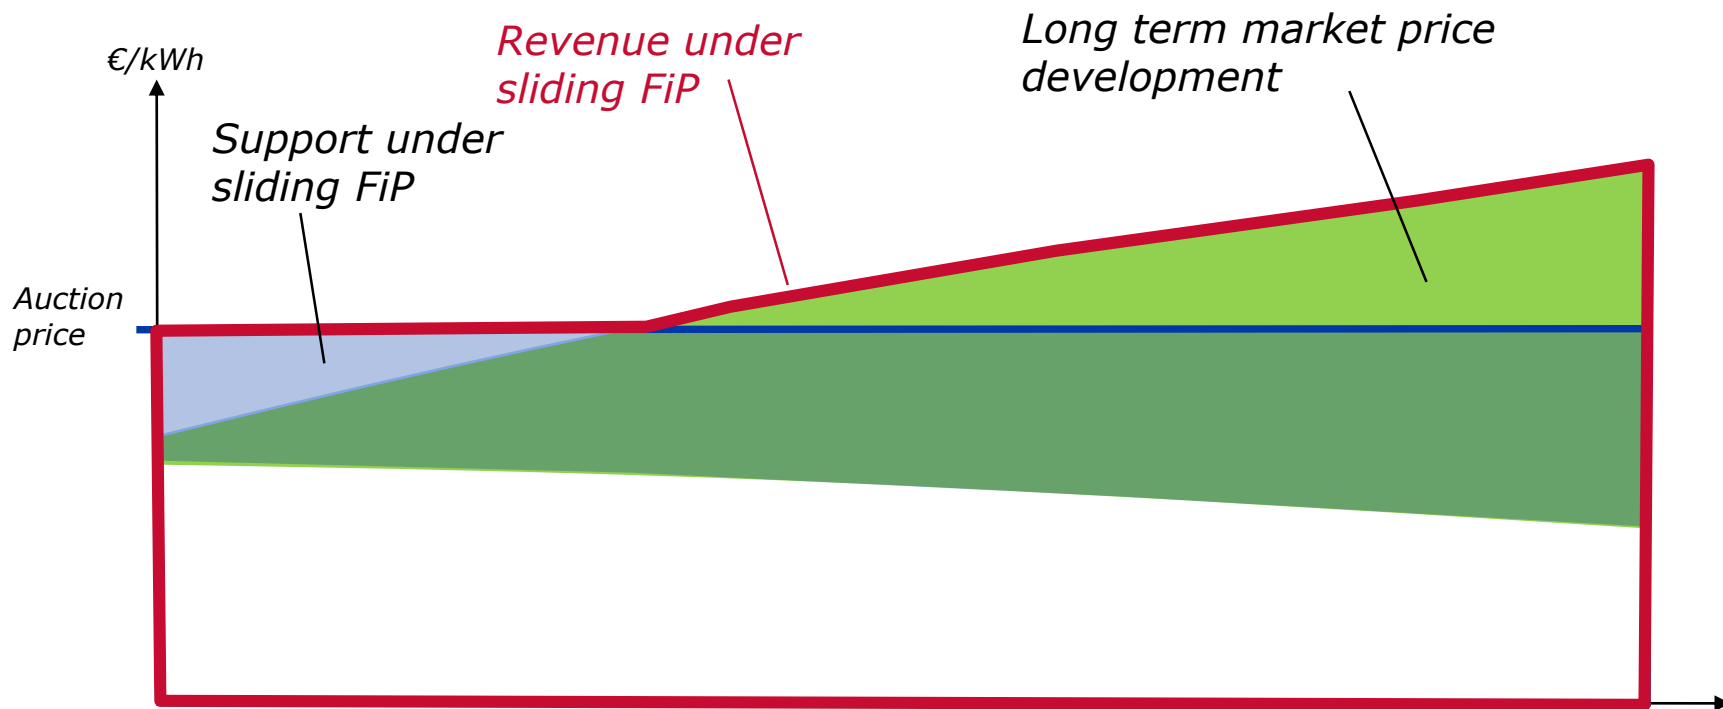 €/kWh
Revenue under
sliding FiP
Long term market price
development
Support under
sliding FiP
Auction
price